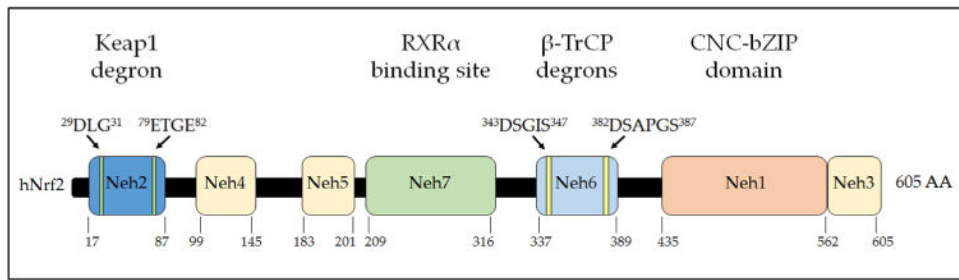 Keap1
degron
RXRα
binding site
β-TrCP
degrons
CNC-bZIP
domain
²⁹DLG³¹ ⁷⁹ETGE⁸² ³⁴³DSGIS³⁴⁷ ³⁸²DSAPGS³⁸⁷
hNrf2 Neh2 Neh4 Neh5 Neh7 Neh6 Neh1 Neh3 605 AA
17 87 99 145 183 201 209 316 337 389 435 562 605